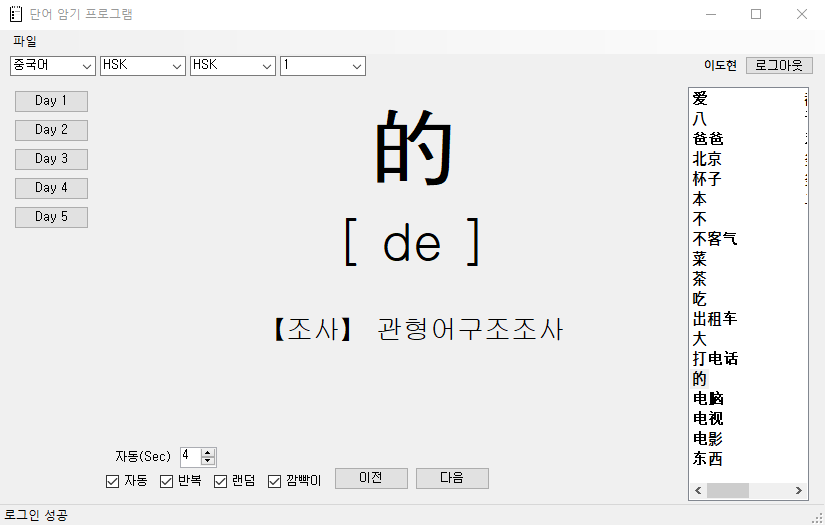 단어 암기 프로그램
파일
중국어 HSK HSK 1 이도현 로그아웃
Day 1
Day 2
Day 3
Day 4
Day 5
的
[ de ]
【조사】 관형어구조조사
爱
八
爸爸
北京
杯子
本
不
不客气
菜
茶
吃
出租车
大
打电话
的
电脑
电视
电影
东西
자동(Sec) 4
자동 반복 랜덤 깜빡이 이전 다음
로그인 성공